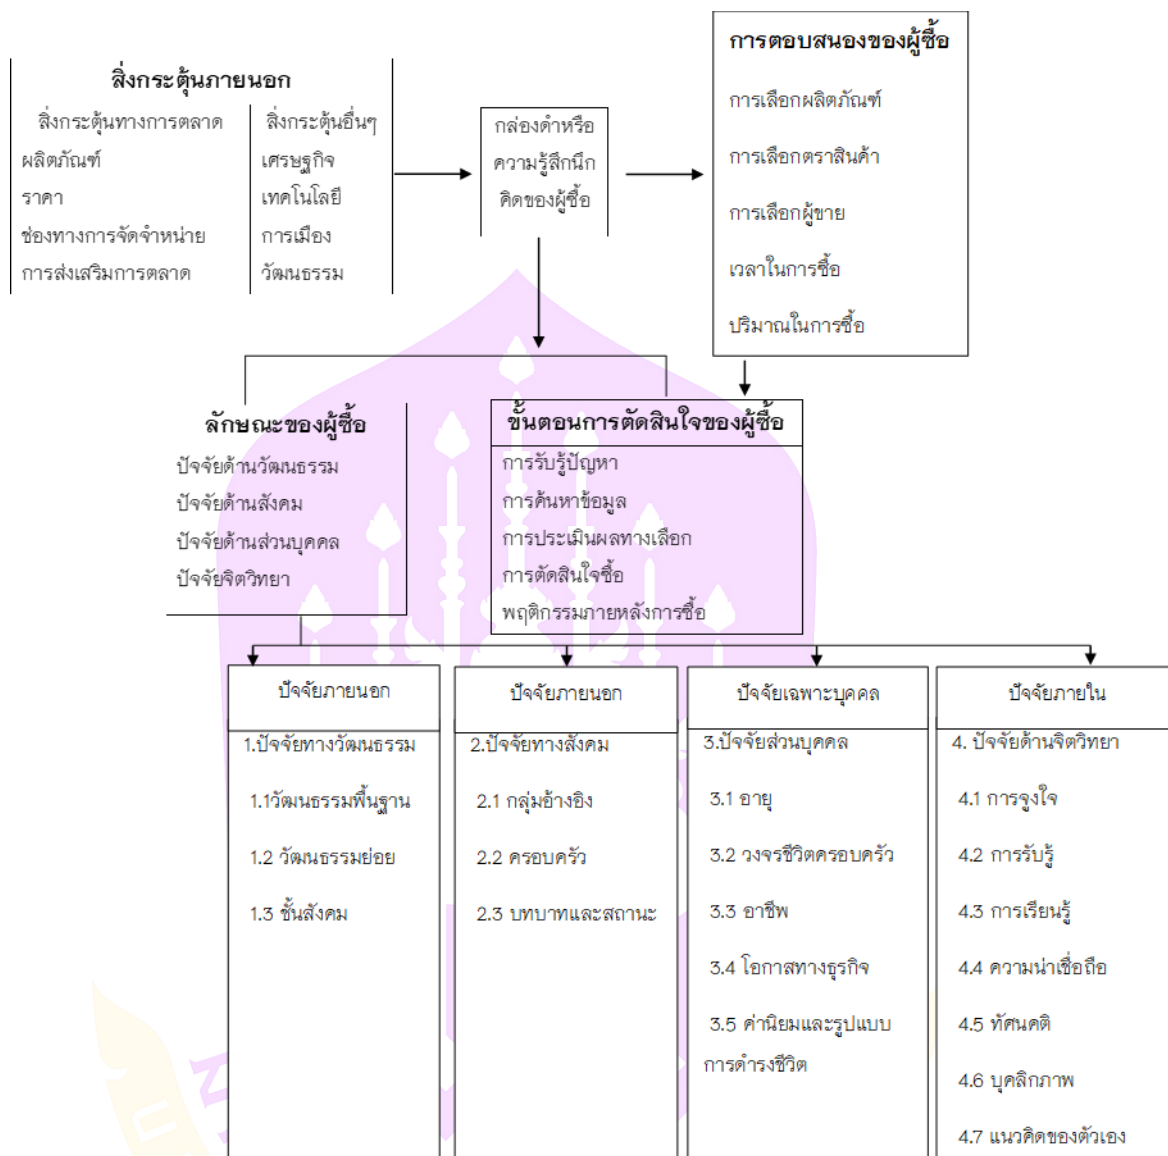 สิ่งกระตุ้นภายนอก
สิ่งกระตุ้นทางการตลาด
ผลิตภัณฑ์
ราคา
ช่องทางการจัดจำหน่าย
การส่งเสริมการตลาด
สิ่งกระตุ้นอื่นๆ
เศรษฐกิจ
เทคโนโลยี
การเมือง
วัฒนธรรม
กล่องดำหรือ
ความรู้สึกนึก
คิดของผู้ซื้อ
การตอบสนองของผู้ซื้อ
การเลือกผลิตภัณฑ์
การเลือกตราสินค้า
การเลือกผู้ขาย
เวลาในการซื้อ
ปริมาณในการซื้อ
ลักษณะของผู้ซื้อ
ปัจจัยด้านวัฒนธรรม
ปัจจัยด้านสังคม
ปัจจัยด้านส่วนบุคคล
ปัจจัยจิตวิทยา
ขั้นตอนการตัดสินใจของผู้ซื้อ
การรับรู้ปัญหา
การค้นหาข้อมูล
การประเมินผลทางเลือก
การตัดสินใจซื้อ
พฤติกรรมภายหลังการซื้อ
ปัจจัยภายนอก
1.ปัจจัยทางวัฒนธรรม
1.1วัฒนธรรมพื้นฐาน
1.2 วัฒนธรรมย่อย
1.3 ชั้นสังคม
ปัจจัยภายนอก
2.ปัจจัยทางสังคม
2.1 กลุ่มอ้างอิง
2.2 ครอบครัว
2.3 บทบาทและสถานะ
ปัจจัยเฉพาะบุคคล
3.ปัจจัยส่วนบุคคล
3.1 อายุ
3.2 วงจรชีวิตครอบครัว
3.3 อาชีพ
3.4 โอกาสทางธุรกิจ
3.5 ค่านิยมและรูปแบบ
การดำรงชีวิต
ปัจจัยภายใน
4. ปัจจัยด้านจิตวิทยา
4.1 การจูงใจ
4.2 การรับรู้
4.3 การเรียนรู้
4.4 ความน่าเชื่อถือ
4.5 ทัศนคติ
4.6 บุคลิกภาพ
4.7 แนวคิดของตัวเอง